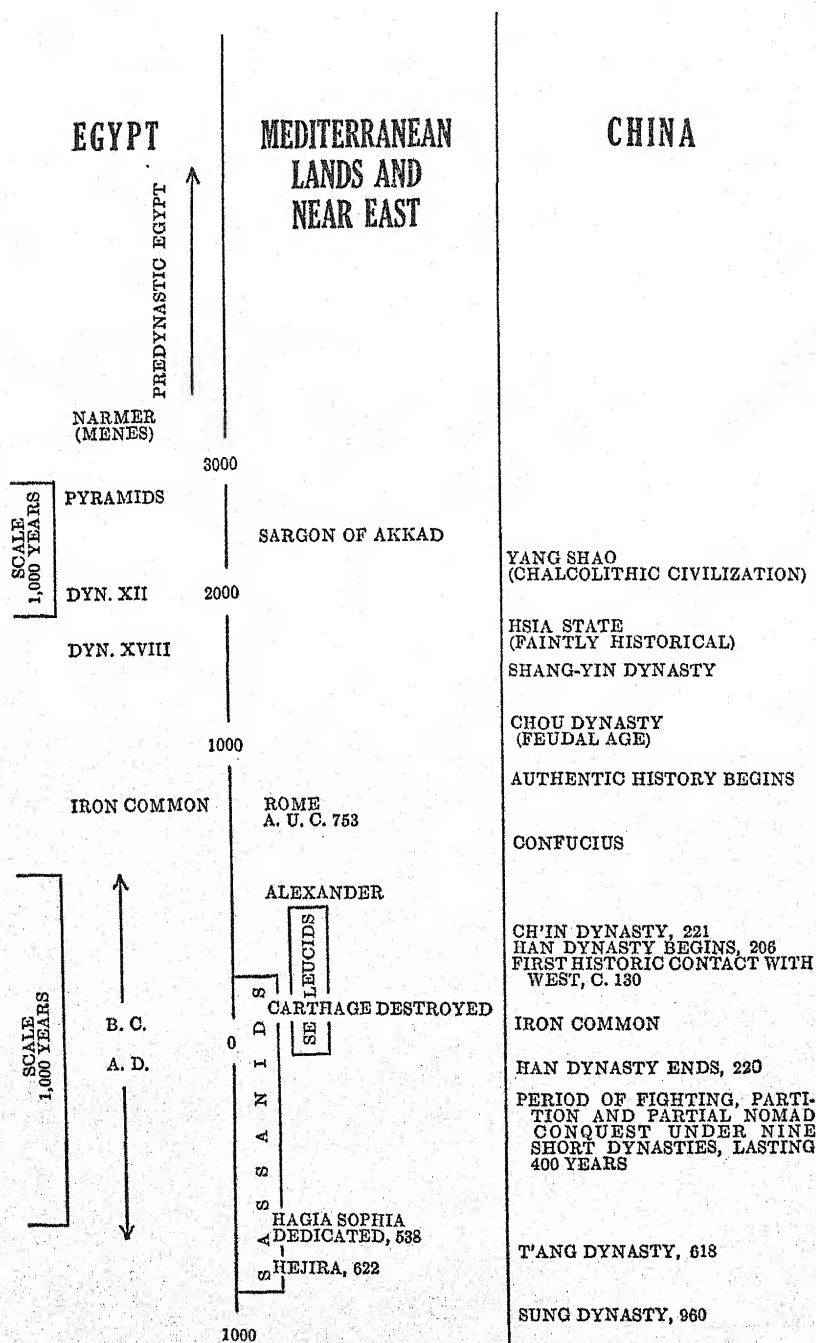 EGYPT
MEDITERRANEAN
LANDS AND
NEAR EAST
CHINA
PREDYNASTIC EGYPT
NARMER
(MENES)
3000
SCALE
1,000 YEARS
PYRAMIDS
SARGON OF AKKAD
YANG SHAO
(CHALCOLITHIC CIVILIZATION)
DYN. XII
2000
HSIA STATE
(FAINTLY HISTORICAL)
DYN. XVIII
SHANG-YIN DYNASTY
CHOU DYNASTY
(FEUDAL AGE)
1000
AUTHENTIC HISTORY BEGINS
IRON COMMON
ROME
A. U. C. 753
CONFUCIUS
ALEXANDER
SELEUCIDS
CH'IN DYNASTY, 221
HAN DYNASTY BEGINS, 206
FIRST HISTORIC CONTACT WITH
WEST, C. 130
SCALE
1,000 YEARS
CARTHAGE DESTROYED
B. C.
IRON COMMON
0
A. D.
HAN DYNASTY ENDS, 220
SASSANIDS
PERIOD OF FIGHTING, PARTI-
TION AND PARTIAL NOMAD
CONQUEST UNDER NINE
SHORT DYNASTIES, LASTING
400 YEARS
HAGIA SOPHIA
DEDICATED, 538
T'ANG DYNASTY, 618
HEJIRA, 622
SUNG DYNASTY, 960
1000